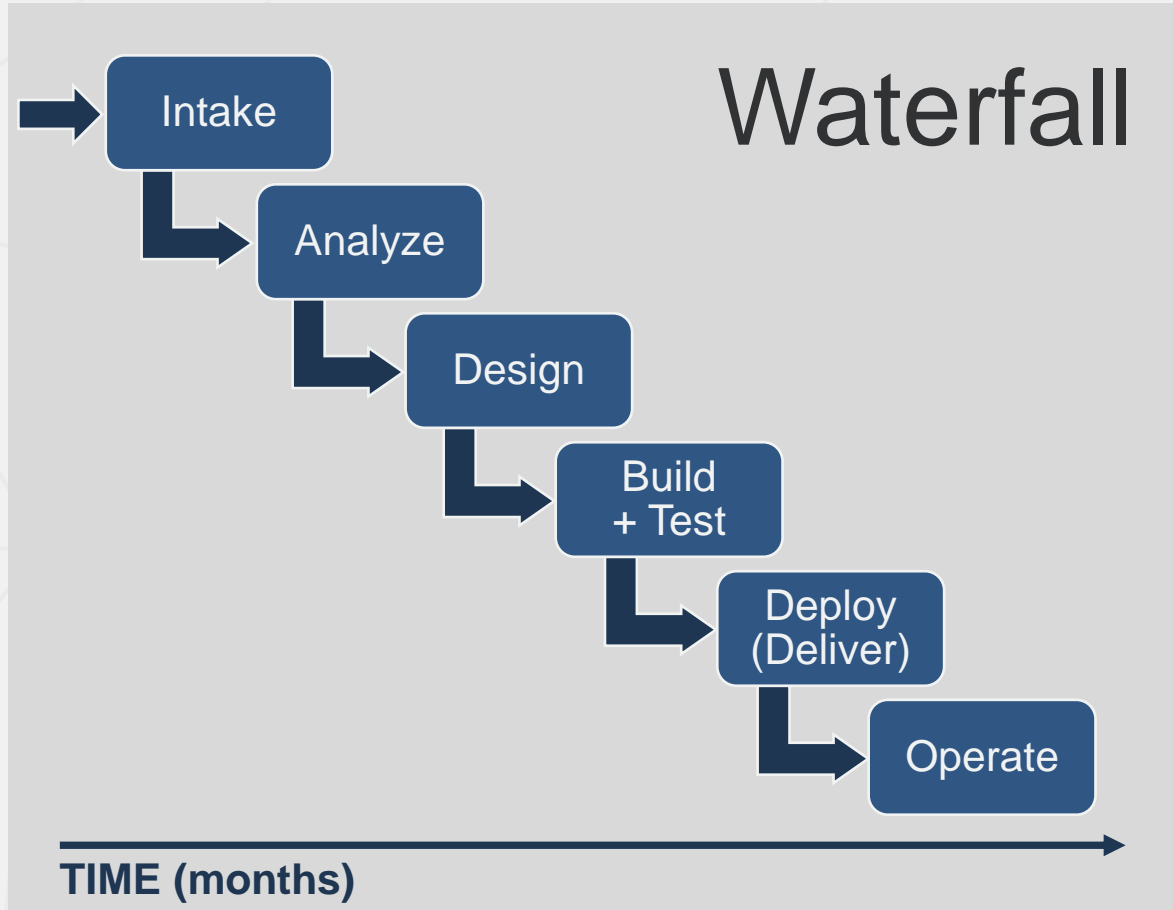 Waterfall
Intake
Analyze
Design
Build
+ Test
Deploy
(Deliver)
Operate
TIME (months)